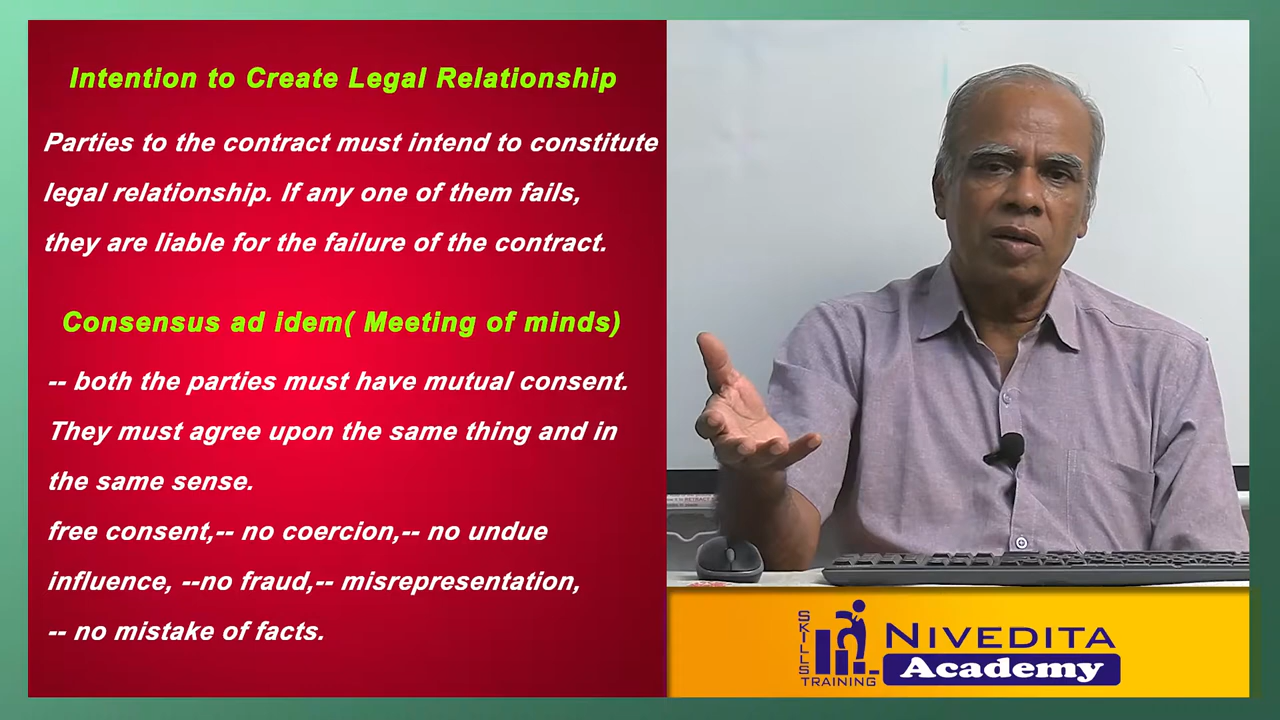 Intention to Create Legal Relationship
Parties to the contract must intend to constitute
legal relationship. If any one of them fails,
they are liable for the failure of the contract.
Consensus ad idem( Meeting of minds)
-- both the parties must have mutual consent.
They must agree upon the same thing and in
the same sense.
free consent,-- no coercion,-- no undue
influence, --no fraud,-- misrepresentation,
-- no mistake of facts.
SKILLS
TRAINING
NIVEDITA
Academy